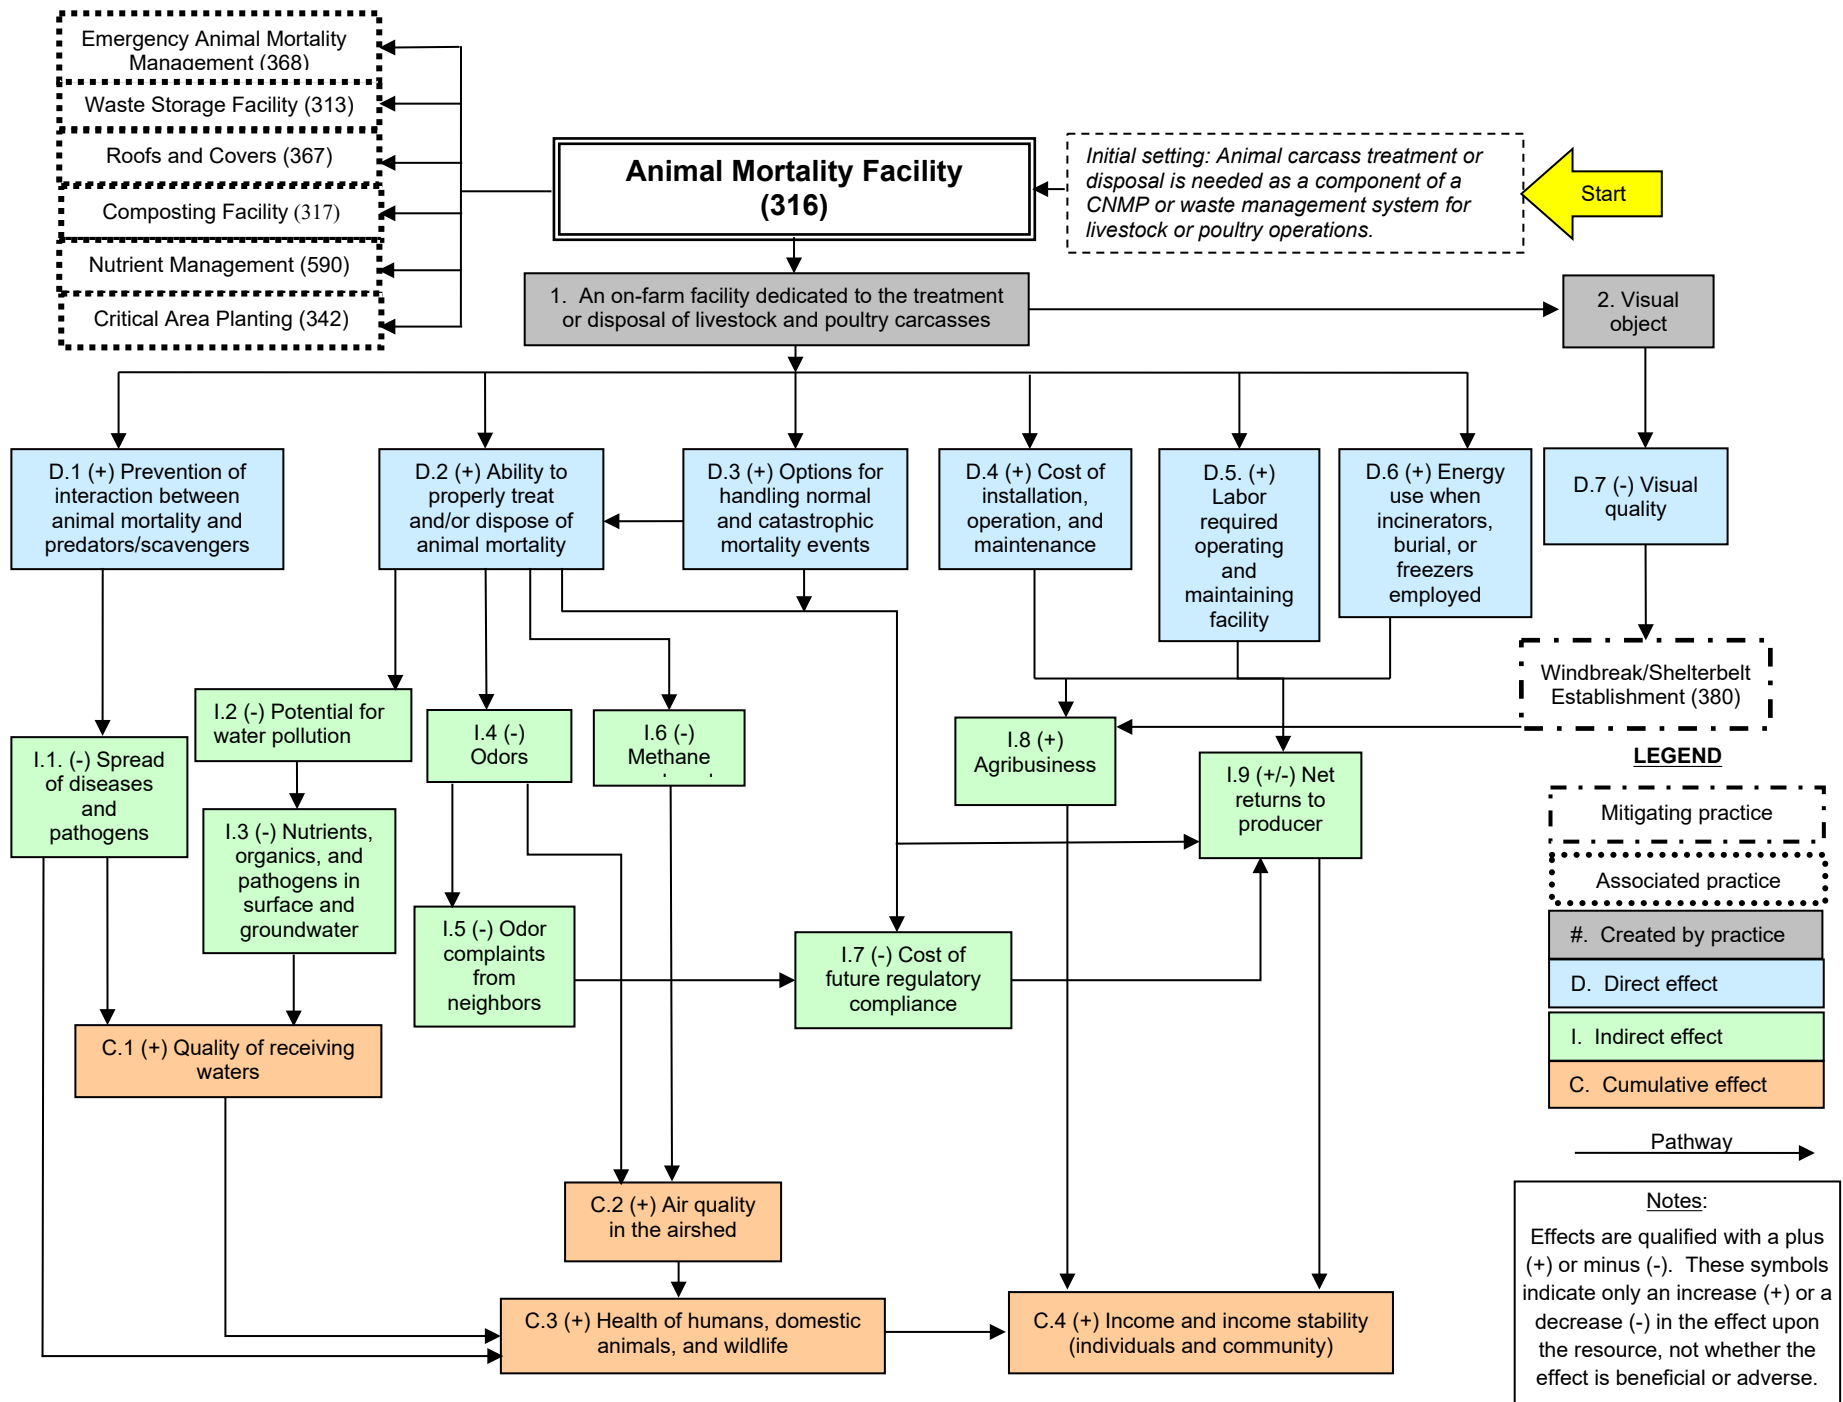 Emergency Animal Mortality
Management (368)
Waste Storage Facility (313)
Roofs and Covers (367)
Composting Facility (317)
Nutrient Management (590)
Critical Area Planting (342)
Animal Mortality Facility
(316)
Initial setting: Animal carcass treatment or
disposal is needed as a component of a
CNMP or waste management system for
livestock or poultry operations.
Start
1. An on-farm facility dedicated to the treatment
or disposal of livestock and poultry carcasses
2. Visual
object
D.1 (+) Prevention of
interaction between
animal mortality and
predators/scavengers
D.2 (+) Ability to
properly treat
and/or dispose of
animal mortality
D.3 (+) Options for
handling normal
and catastrophic
mortality events
D.4 (+) Cost of
installation,
operation, and
maintenance
D.5. (+)
Labor
required
operating
and
maintaining
facility
D.6 (+) Energy
use when
incinerators,
burial, or
freezers
employed
D.7 (-) Visual
quality
Windbreak/Shelterbelt
Establishment (380)
I.1. (-) Spread
of diseases
and
pathogens
I.2 (-) Potential for
water pollution
I.3 (-) Nutrients,
organics, and
pathogens in
surface and
groundwater
I.4 (-)
Odors
I.5 (-) Odor
complaints
from
neighbors
I.6 (-)
Methane
I.7 (-) Cost of
future regulatory
compliance
I.8 (+)
Agribusiness
I.9 (+/-) Net
returns to
producer
C.1 (+) Quality of receiving
waters
C.2 (+) Air quality
in the airshed
C.3 (+) Health of humans, domestic
animals, and wildlife
C.4 (+) Income and income stability
(individuals and community)
LEGEND
Mitigating practice
Associated practice
#. Created by practice
D. Direct effect
I. Indirect effect
C. Cumulative effect
Pathway
Notes:
Effects are qualified with a plus
(+) or minus (-). These symbols
indicate only an increase (+) or a
decrease (-) in the effect upon
the resource, not whether the
effect is beneficial or adverse.